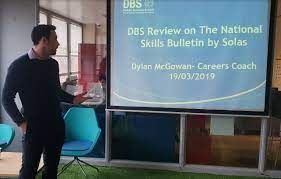 DBS
DBS Review on The National
Skills Bulletin by Solas
Dylan McGowan- Careers Coach
19/03/2019